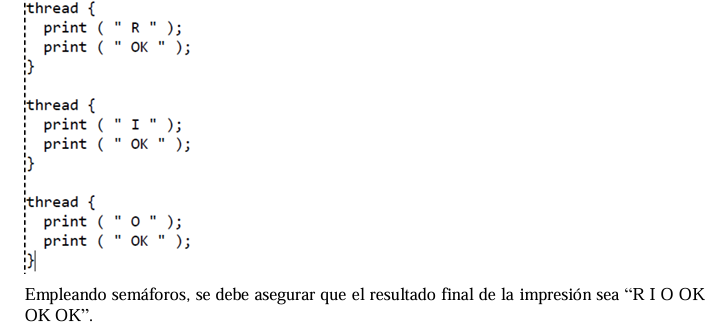 thread {
  print ( " R " );
  print ( " OK " );
}
thread {
  print ( " I " );
  print ( " OK " );
}
thread {
  print ( " O " );
  print ( " OK " );
}
Empleando semáforos, se debe asegurar que el resultado final de la impresión sea “R I O OK
OK OK”.